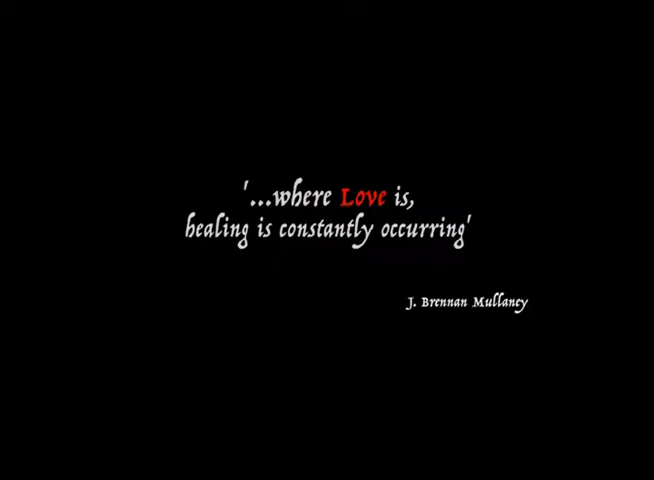 '...where Love is,
healing is constantly occurring'
J. Brennan Mullaney